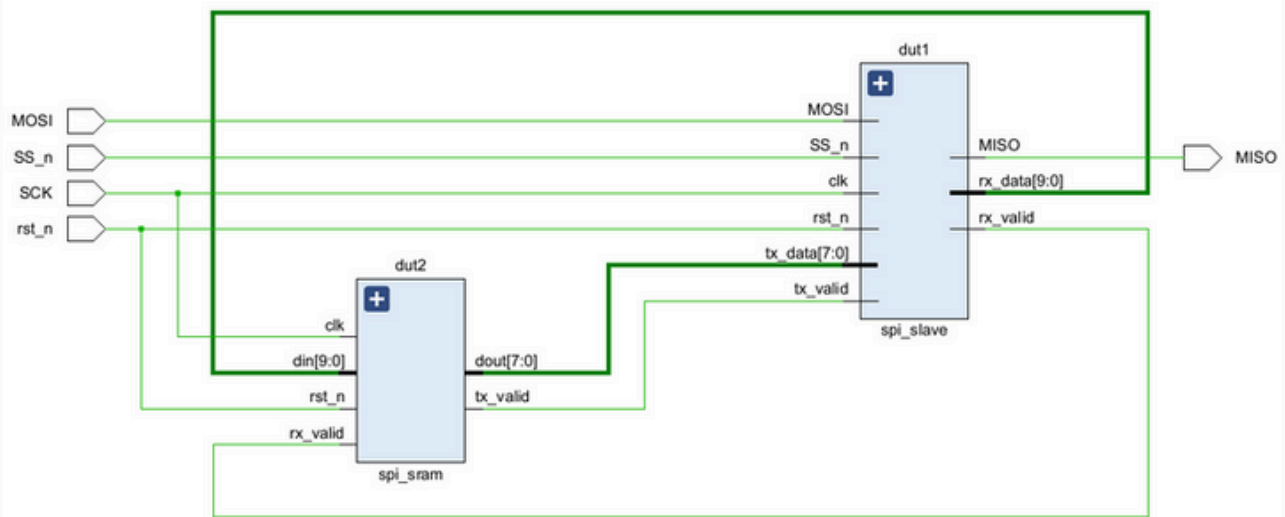 dut1
MOSI
MOSI
SS_n
SS_n
MISO
MISO
SCK
clk
rx_data[9:0]
rst_n
rst_n
rx_valid
tx_data[7:0]
dut2
tx_valid
spi_slave
clk
din[9:0]
dout[7:0]
rst_n
tx_valid
rx_valid
spi_sram